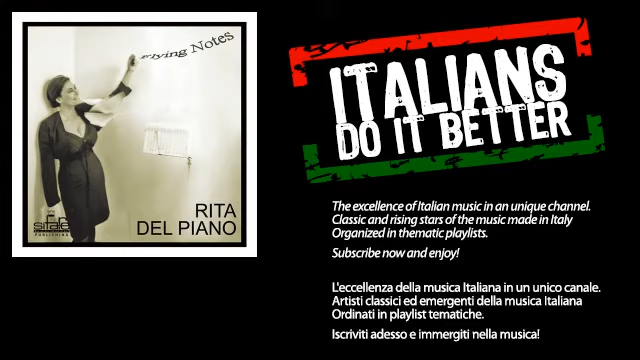 Flying Notes
RITA
DEL PIANO
PUBLISHING
ITALIANS
DO IT BETTER
The excellence of Italian music in an unique channel.
Classic and rising stars of the music made in Italy
Organized in thematic playlists.
Subscribe now and enjoy!
L'eccellenza della musica Italiana in un unico canale.
Artisti classici ed emergenti della musica Italiana
Ordinati in playlist tematiche.
Iscriviti adesso e immergiti nella musica!